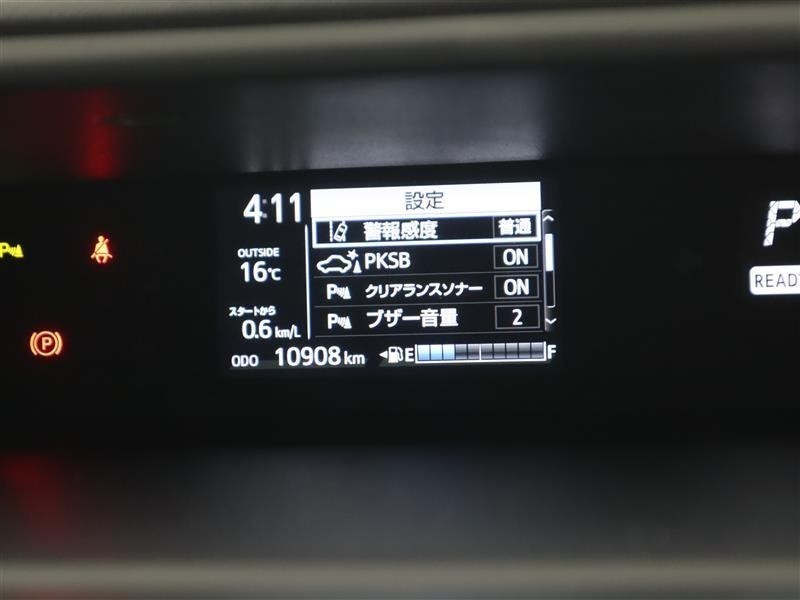 4:11
設定
警報感度 普通
OUTSIDE
16℃
PKSB ON
クリアランスソナー ON
スタートから
0.6 km/L
ブザー音量 2
ODO 10908 km
E F
P
P
P
P
P
READY